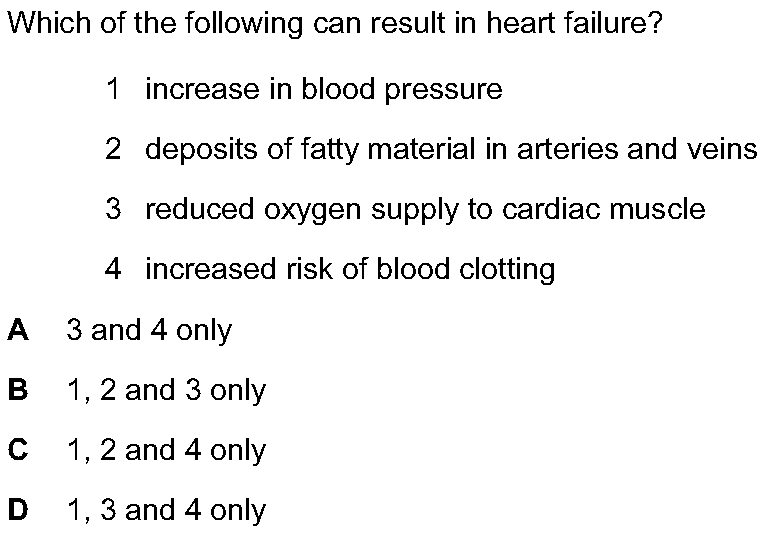 Which of the following can result in heart failure?
1 increase in blood pressure
2 deposits of fatty material in arteries and veins
3 reduced oxygen supply to cardiac muscle
4 increased risk of blood clotting
A 3 and 4 only
B 1, 2 and 3 only
C 1, 2 and 4 only
D 1, 3 and 4 only